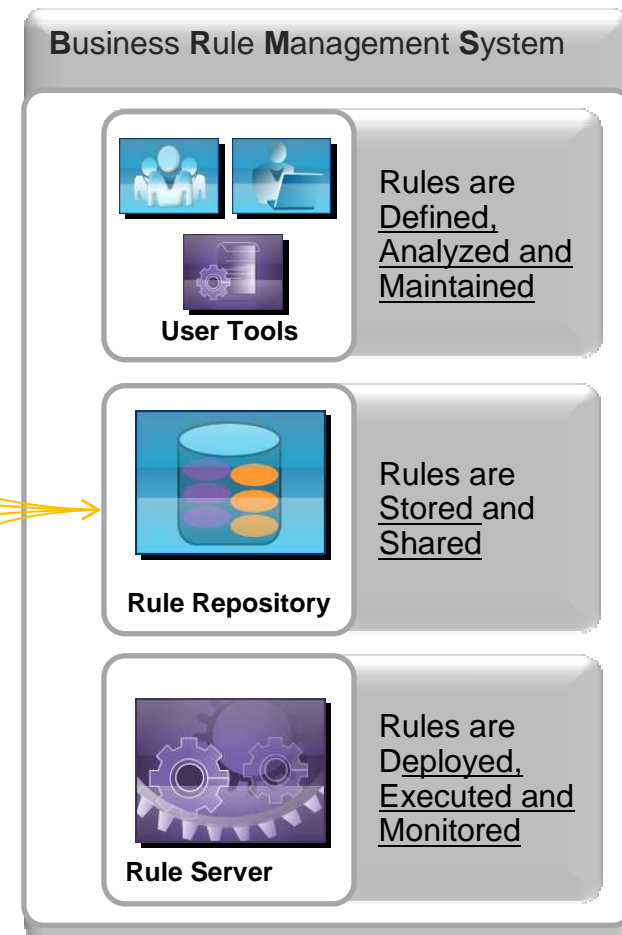 Business Rule Management System
Rules are
Defined,
Analyzed and
Maintained
User Tools
Rules are
Stored and
Shared
Rule Repository
Rules are
Deployed,
Executed and
Monitored
Rule Server